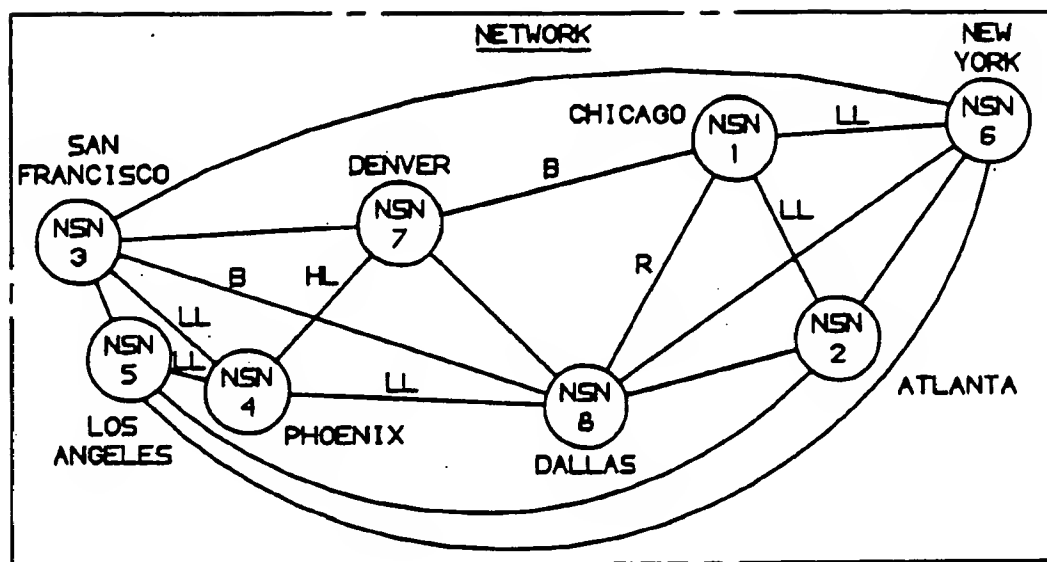 NETWORK
NEW
YORK
NSN
6
LL
CHICAGO
NSN
1
SAN
FRANCISCO
DENVER
B
NSN
7
NSN
3
LL
R
HL
B
LL
NSN
2
NSN
5
LL
NSN
4
LL
NSN
8
ATLANTA
LOS
ANGELES
PHOENIX
DALLAS